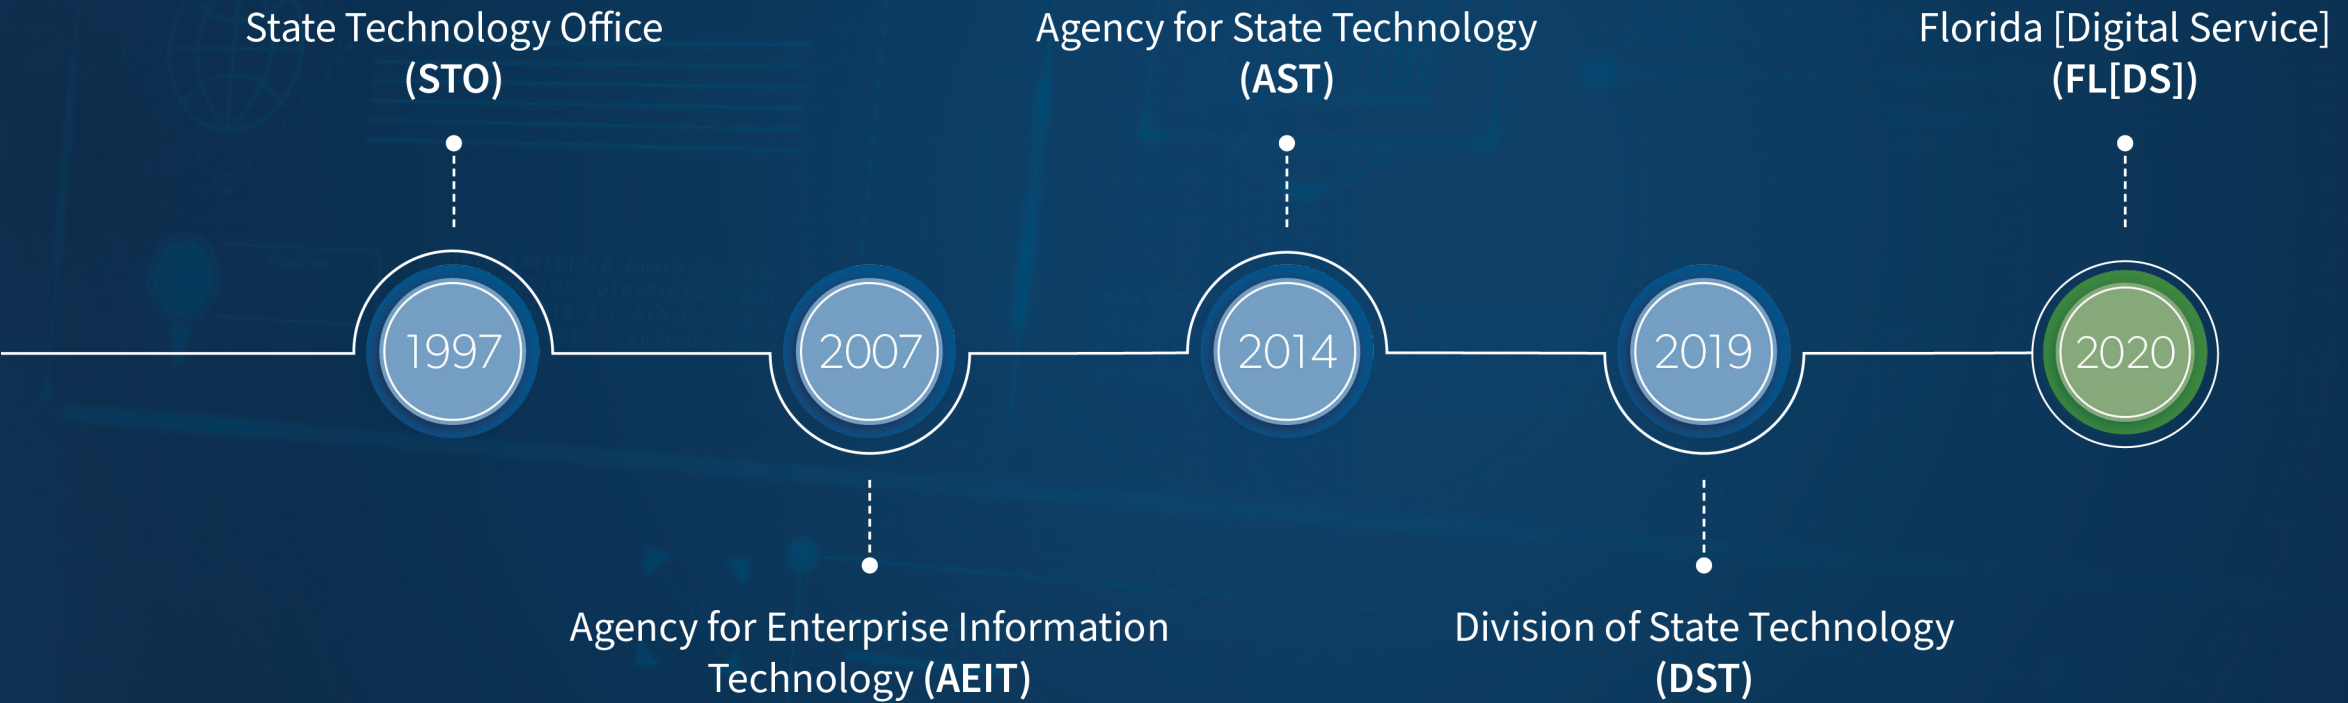 State Technology Office
(STO)
Agency for State Technology
(AST)
Florida [Digital Service]
(FL[DS])
1997
2007
2014
2019
2020
Agency for Enterprise Information
Technology (AEIT)
Division of State Technology
(DST)